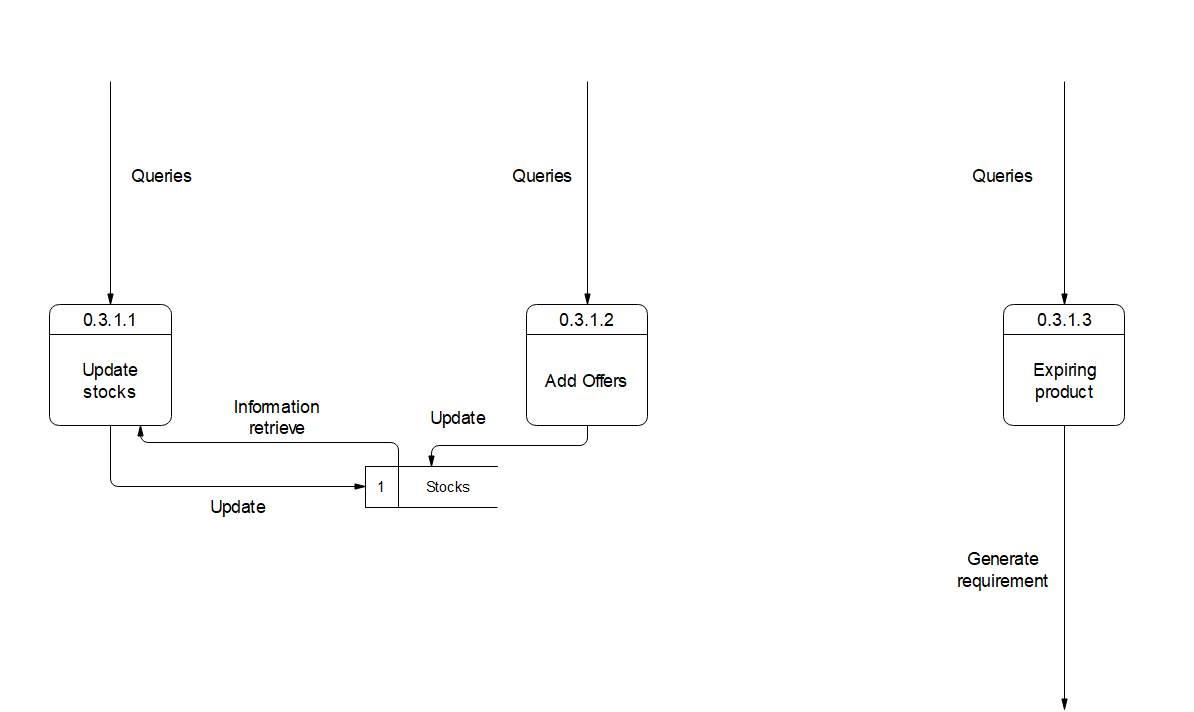 Queries
Queries
Queries
0.3.1.1
0.3.1.2
0.3.1.3
Update
stocks
Add Offers
Expiring
product
Information
retrieve
Update
1
Stocks
Update
Generate
requirement